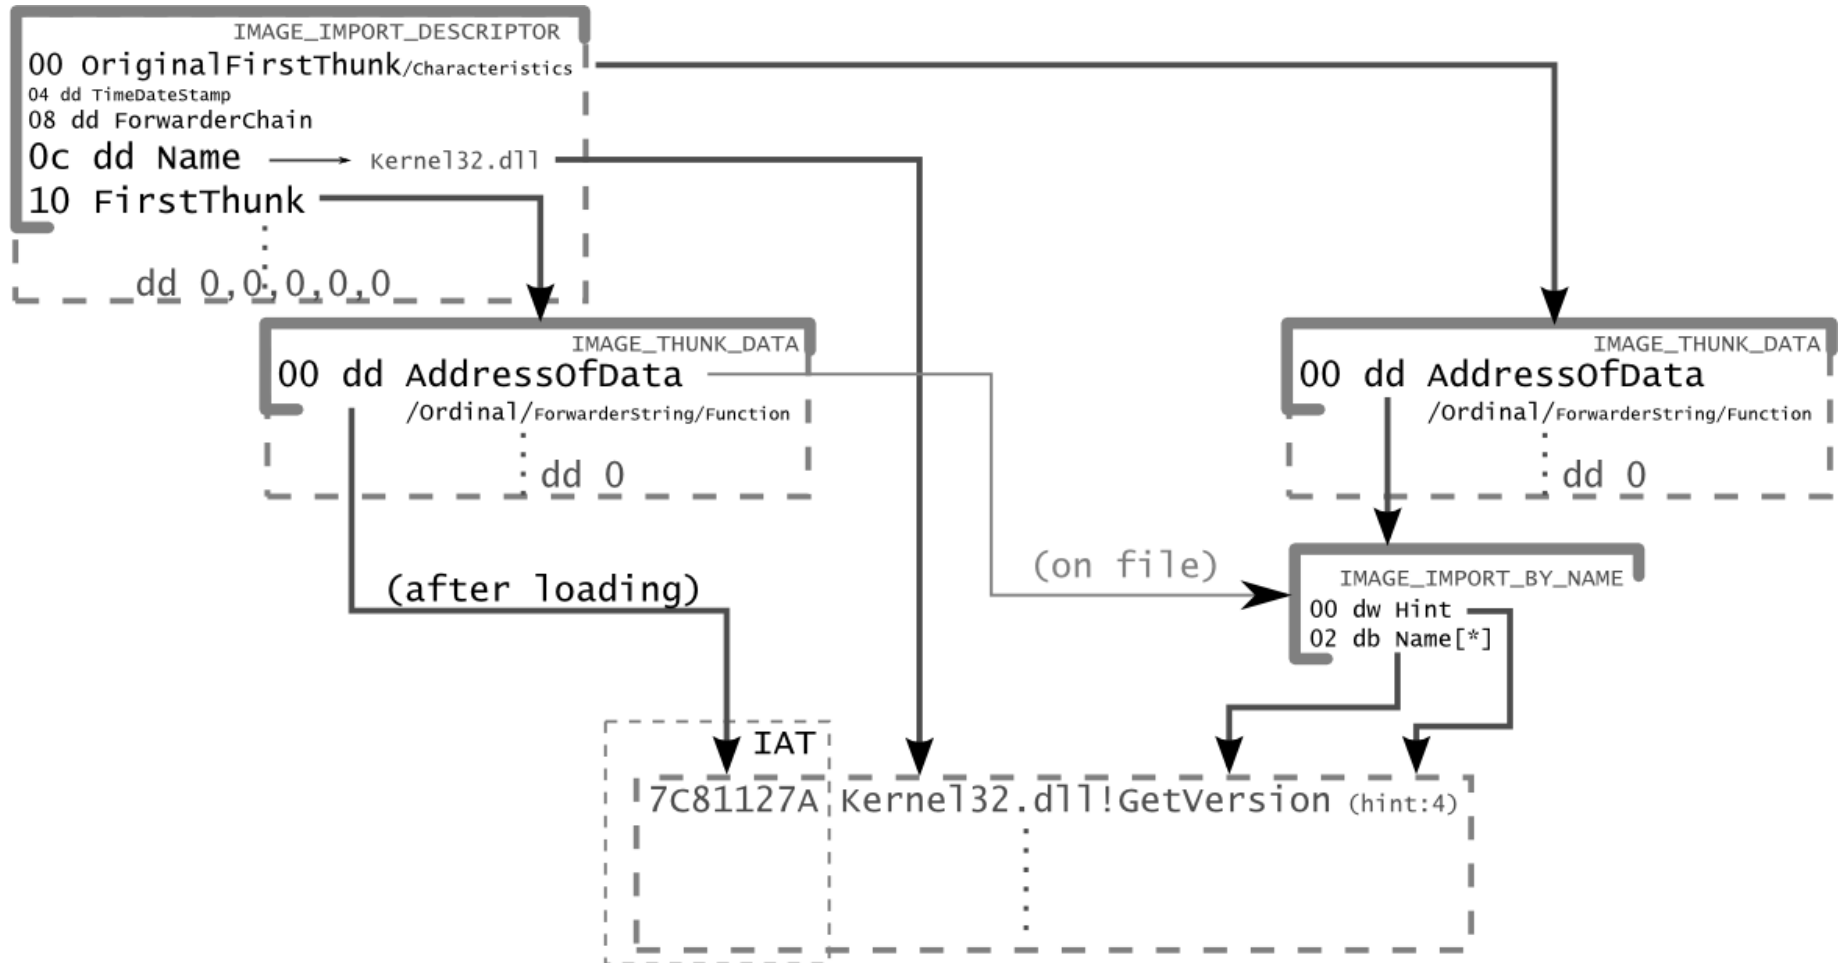 IMAGE_IMPORT_DESCRIPTOR
00 OriginalFirstThunk/Characteristics
04 dd TimeDateStamp
08 dd ForwarderChain
0c dd Name Kernel32.dll
10 FirstThunk
dd 0,0,0,0,0
IMAGE_THUNK_DATA
00 dd AddressOfData
/Ordinal/ForwarderString/Function
dd 0
IMAGE_THUNK_DATA
00 dd AddressOfData
/Ordinal/ForwarderString/Function
dd 0
(after loading)
(on file)
IMAGE_IMPORT_BY_NAME
00 dw Hint
02 db Name[*]
IAT
7C81127A Kernel32.dll!GetVersion (hint:4)